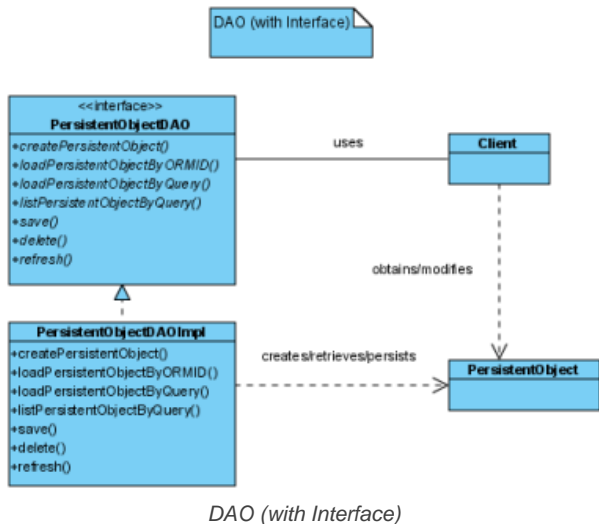 DAO (with Interface)
<<interface>>
PersistentObjectDAO
+createPersistentObject()
+loadPersistentObjectByORMID()
+loadPersistentObjectByQuery()
+listPersistentObjectByQuery()
+save()
+delete()
+refresh()
uses
Client
obtains/modifies
PersistentObjectDAOImpl
+createPersistentObject()
+loadPersistentObjectByORMID()
+loadPersistentObjectByQuery()
+listPersistentObjectByQuery()
+save()
+delete()
+refresh()
creates/retrieves/persists
PersistentObject
DAO (with Interface)